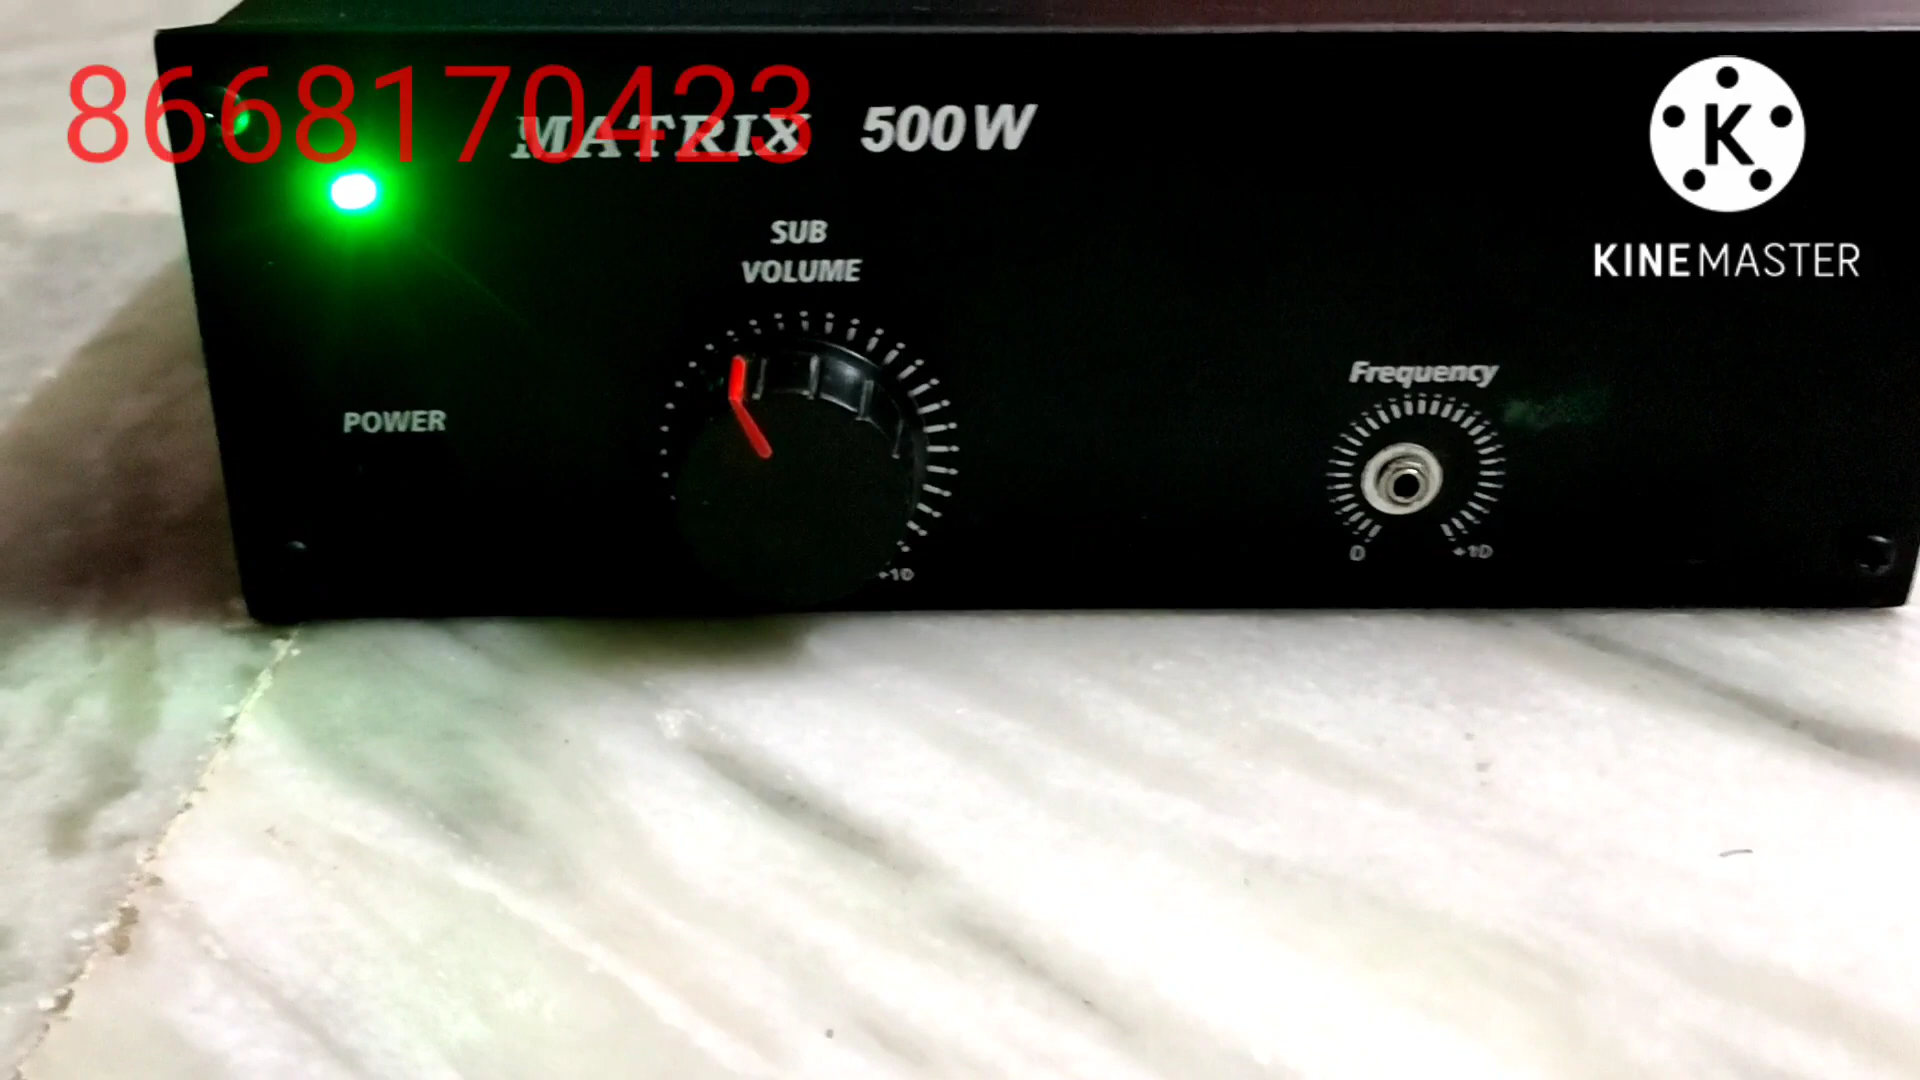 8668170423
MATRIX 500W
K
KINEMASTER
SUB
VOLUME
Frequency
POWER
0 +10
+10